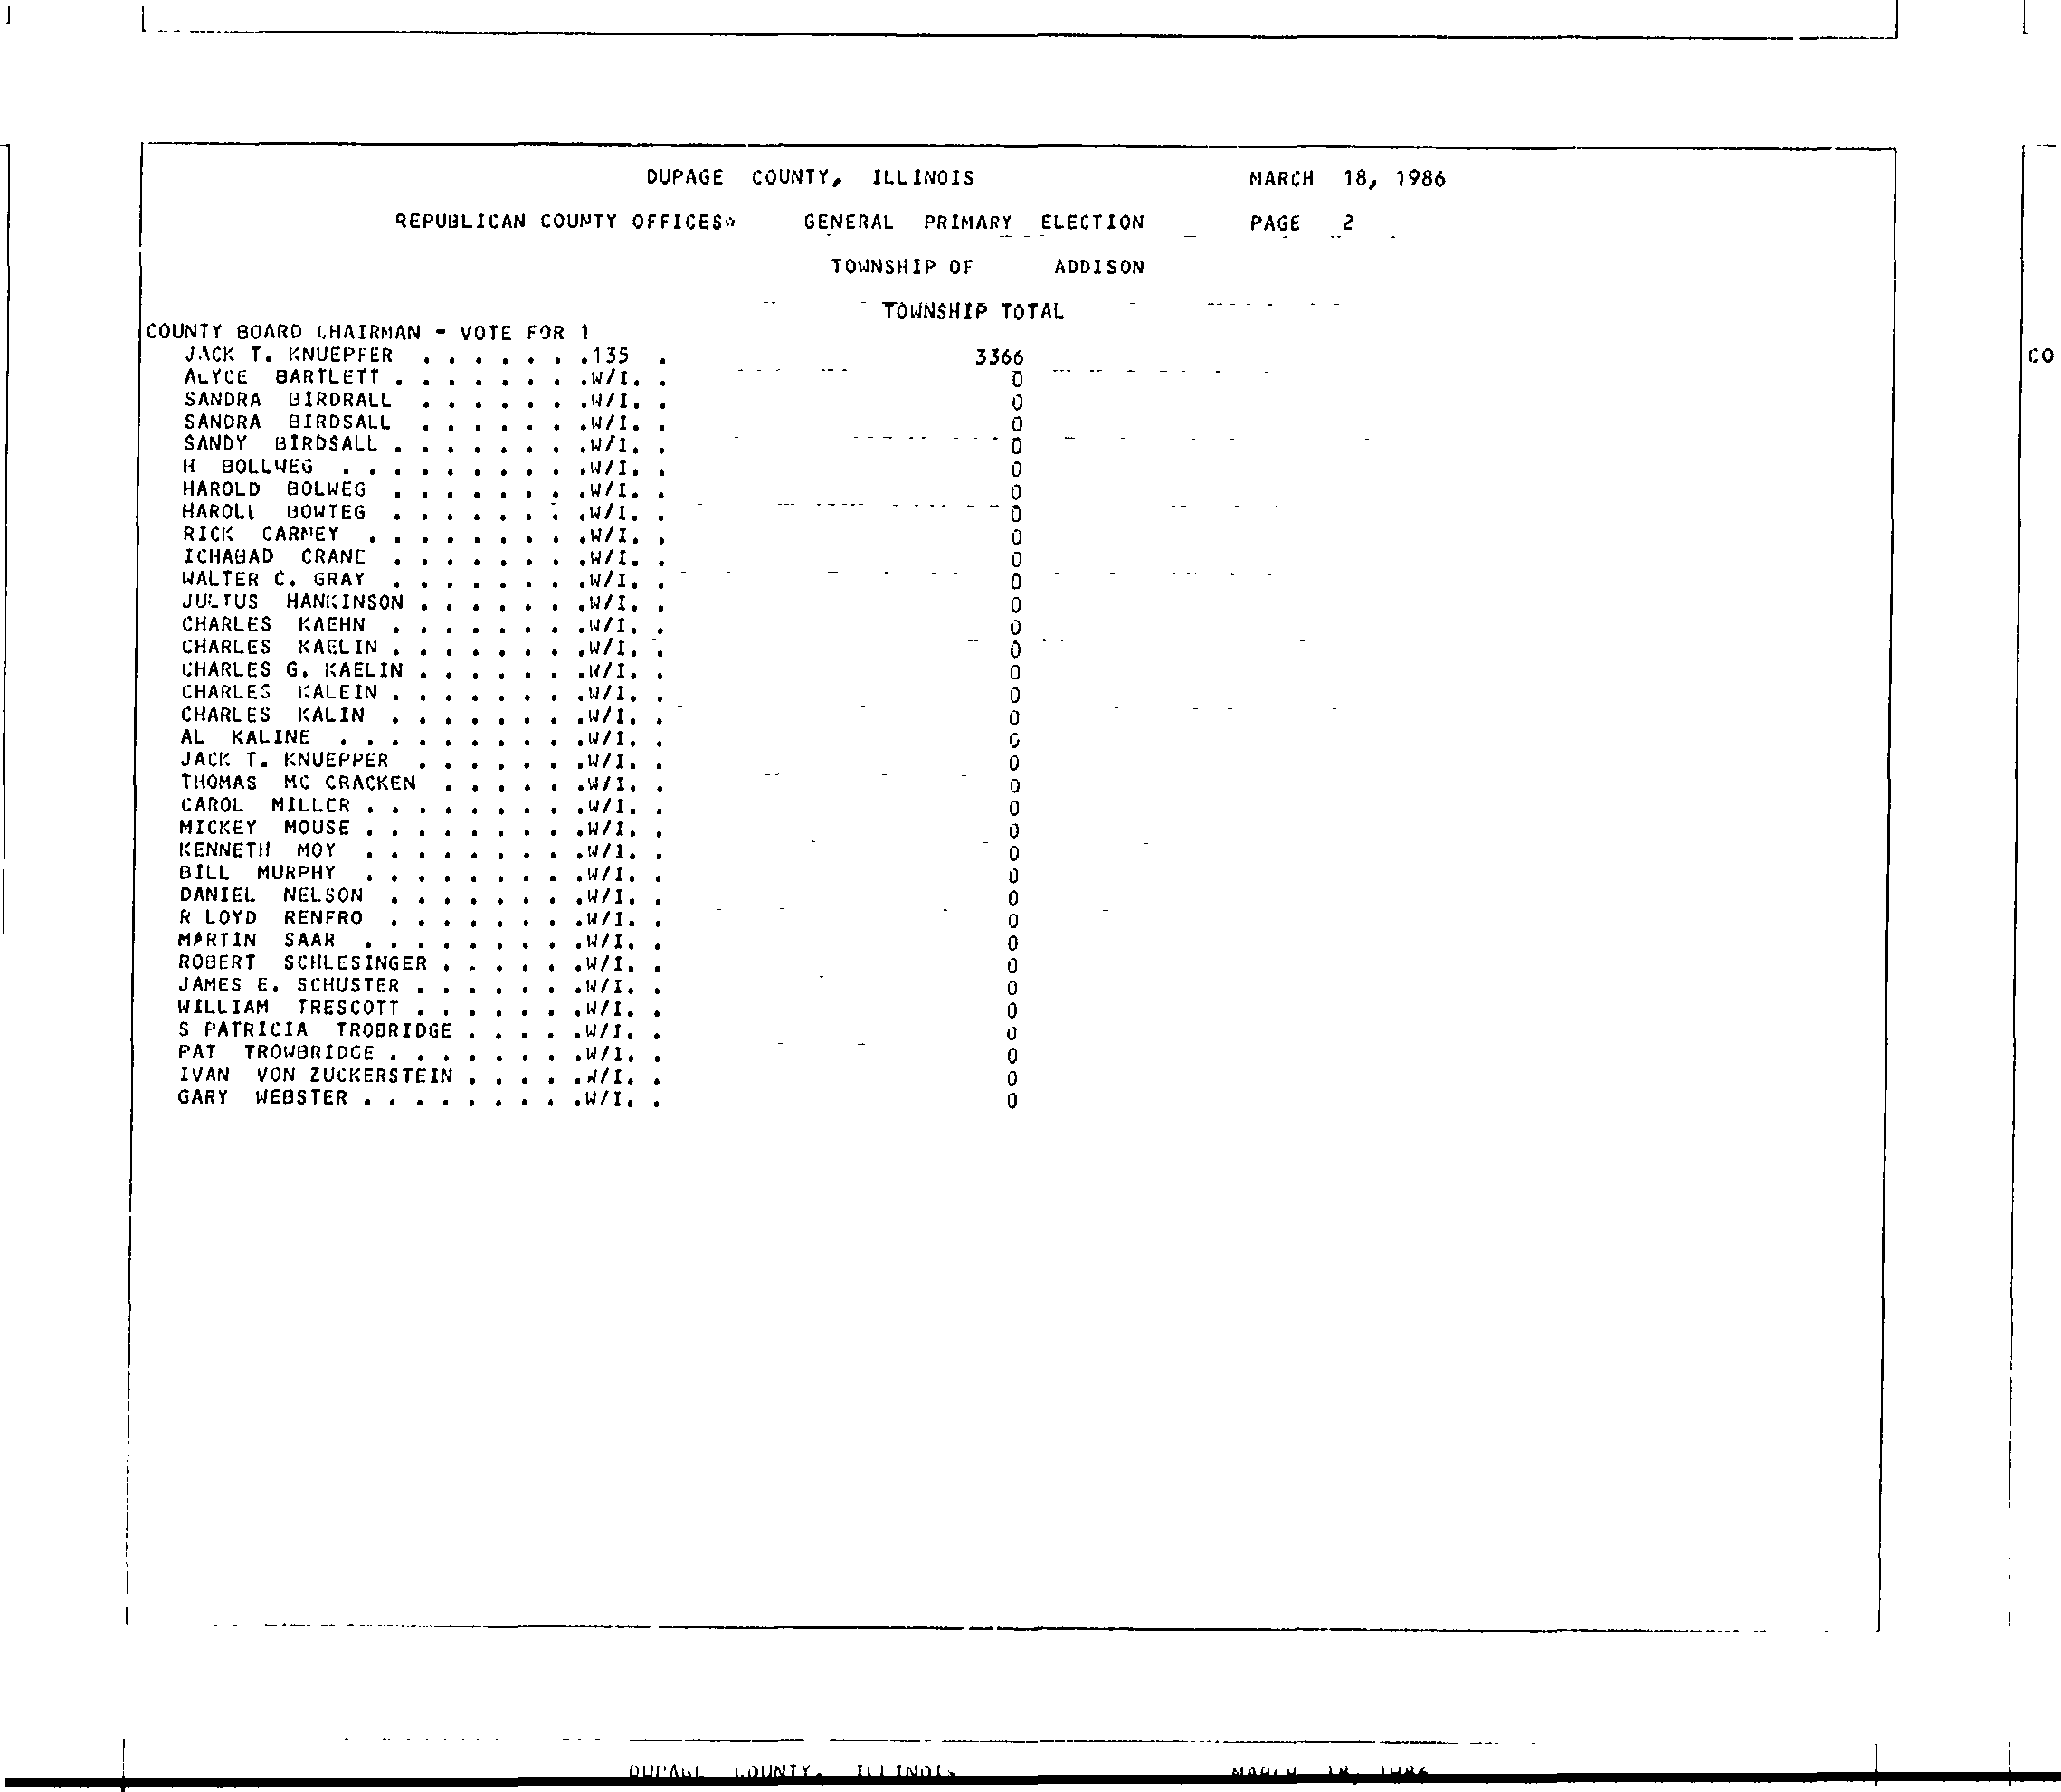 DUPAGE COUNTY, ILLINOIS MARCH 18, 1986
REPUBLICAN COUNTY OFFICES* GENERAL PRIMARY ELECTION PAGE 2
TOWNSHIP OF ADDISON
TOWNSHIP TOTAL
COUNTY BOARD CHAIRMAN - VOTE FOR 1
JACK T. KNUEPFER . . . . . . .135 . 3366
CO
ALYCE BARTLETT . . . . . . . .W/I. . 0
SANDRA BIRDRALL . . . . . . .W/I. . 0
SANDRA BIRDSALL . . . . . . .W/I. . 0
SANDY BIRDSALL . . . . . . . .W/I. . 0
H BOLLWEG . . . . . . . . . .W/I. . 0
HAROLD BOLWEG . . . . . . . .W/I. . 0
HAROLL BOWTEG . . . . . . . .W/I. . 0
RICK CARNEY . . . . . . . . .W/I. . 0
ICHABAD CRANE . . . . . . . .W/I. . 0
WALTER C. GRAY . . . . . . . .W/I. . 0
JULIUS HANKINSON . . . . . . .W/I. . 0
CHARLES KAEHN . . . . . . . .W/I. . 0
CHARLES KAELIN . . . . . . . .W/I. . 0
CHARLES G. KAELIN . . . . . . .W/I. . 0
CHARLES KALEIN . . . . . . . .W/I. . 0
CHARLES KALIN . . . . . . . .W/I. . 0
AL KALINE . . . . . . . . . .W/I. . 0
JACK T. KNUEPPER . . . . . . .W/I. . 0
THOMAS MC CRACKEN . . . . . .W/I. . 0
CAROL MILLER . . . . . . . . .W/I. . 0
MICKEY MOUSE . . . . . . . . .W/I. . 0
KENNETH MOY . . . . . . . . .W/I. . 0
BILL MURPHY . . . . . . . . .W/I. . 0
DANIEL NELSON . . . . . . . .W/I. . 0
R LOYD RENFRO . . . . . . . .W/I. . 0
MARTIN SAAR . . . . . . . . .W/I. . 0
ROBERT SCHLESINGER . . . . . .W/I. . 0
JAMES E. SCHUSTER . . . . . . .W/I. . 0
WILLIAM TRESCOTT . . . . . . .W/I. . 0
S PATRICIA TROBRIDGE . . . . .W/I. . 0
PAT TROWBRIDGE . . . . . . . .W/I. . 0
IVAN VON ZUCKERSTEIN . . . . .W/I. . 0
GARY WEBSTER . . . . . . . . .W/I. . 0
DUPAGE COUNTY, ILLINOIS MARCH 18, 1986